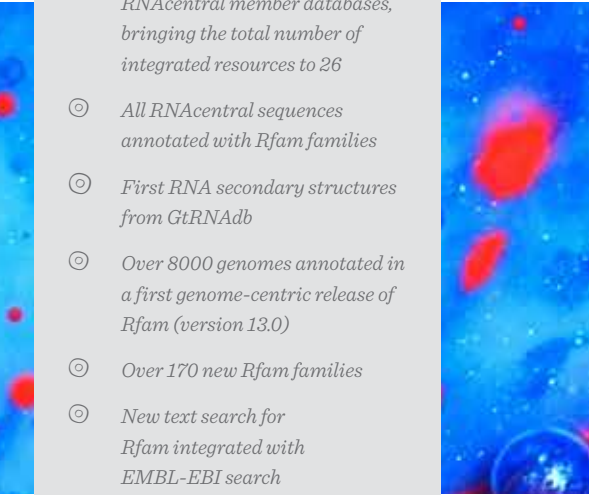 RNAcentral member databases,
bringing the total number of
integrated resources to 26
All RNAcentral sequences
annotated with Rfam families
First RNA secondary structures
from GtRNAdb
Over 8000 genomes annotated in
a first genome-centric release of
Rfam (version 13.0)
Over 170 new Rfam families
New text search for
Rfam integrated with
EMBL-EBI search